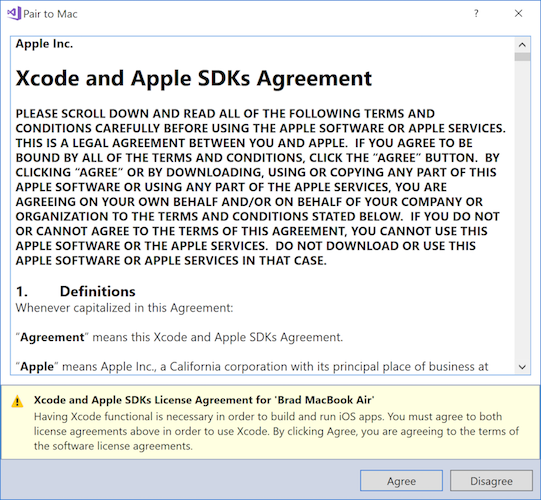 Pair to Mac
Apple Inc.
Xcode and Apple SDKs Agreement
PLEASE SCROLL DOWN AND READ ALL OF THE FOLLOWING TERMS AND
CONDITIONS CAREFULLY BEFORE USING THE APPLE SOFTWARE OR APPLE SERVICES.
THIS IS A LEGAL AGREEMENT BETWEEN YOU AND APPLE.  IF YOU AGREE TO BE
BOUND BY ALL OF THE TERMS AND CONDITIONS, CLICK THE “AGREE” BUTTON.  BY
CLICKING “AGREE” OR BY DOWNLOADING, USING OR COPYING ANY PART OF THIS
APPLE SOFTWARE OR USING ANY PART OF THE APPLE SERVICES, YOU ARE
AGREEING ON YOUR OWN BEHALF AND/OR ON BEHALF OF YOUR COMPANY OR
ORGANIZATION TO THE TERMS AND CONDITIONS STATED BELOW.  IF YOU DO NOT
OR CANNOT AGREE TO THE TERMS OF THIS AGREEMENT, YOU CANNOT USE THIS
APPLE SOFTWARE OR THE APPLE SERVICES.  DO NOT DOWNLOAD OR USE THIS
APPLE SOFTWARE OR APPLE SERVICES IN THAT CASE.
1. Definitions
Whenever capitalized in this Agreement:
“Agreement” means this Xcode and Apple SDKs Agreement.
“Apple” means Apple Inc., a California corporation with its principal place of business at
Xcode and Apple SDKs License Agreement for 'Brad MacBook Air'
Having Xcode functional is necessary in order to build and run iOS apps. You must agree to both
license agreements above in order to use Xcode. By clicking Agree, you are agreeing to the terms of
the software license agreements.
Agree
Disagree